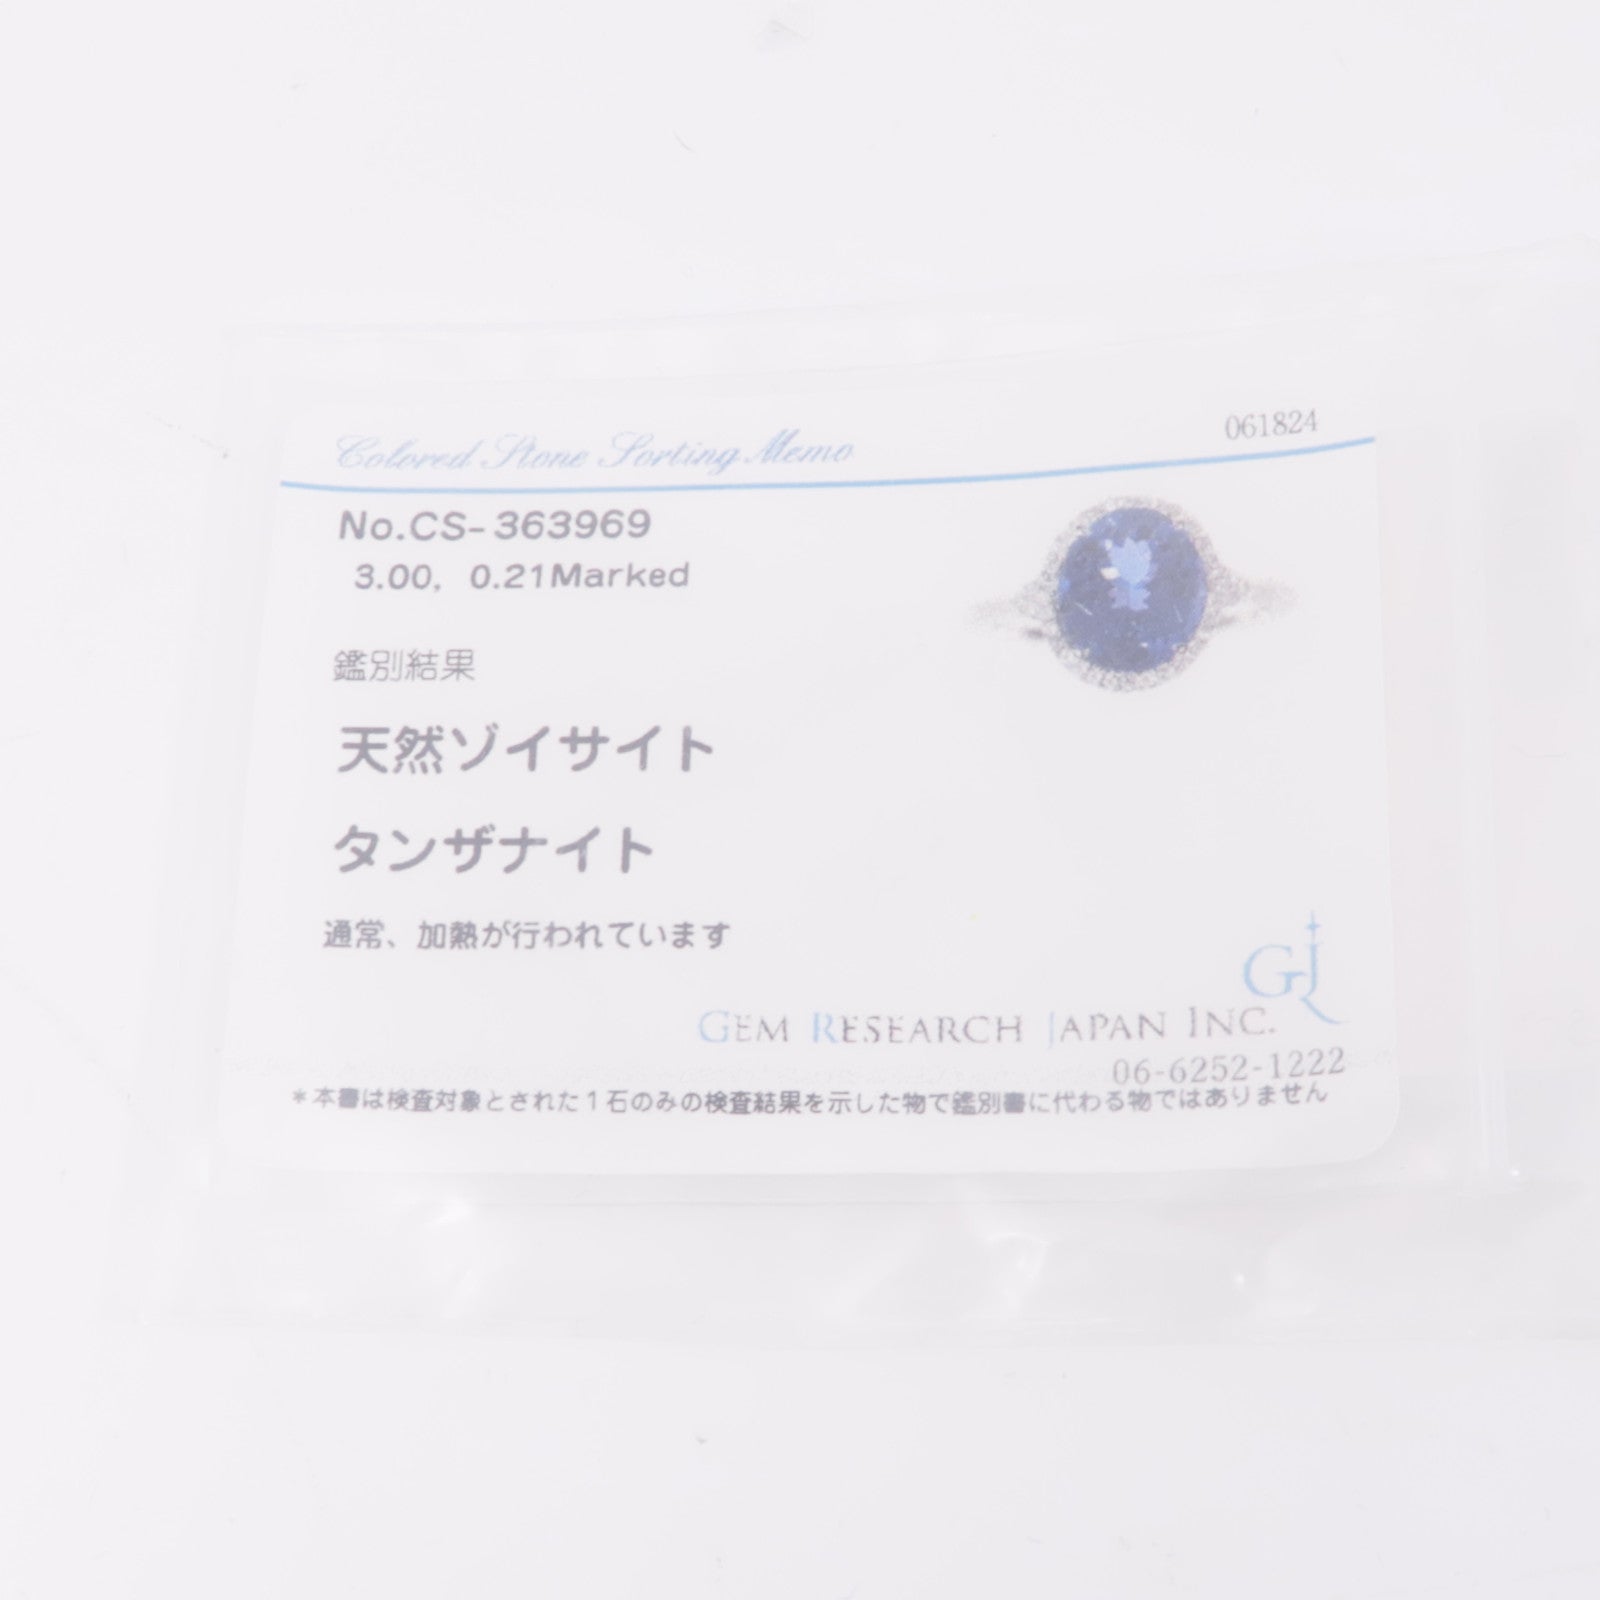 Colored Stone Sorting Memo
061824
No.CS-363969
3.00, 0.21Marked
鑑別結果
天然ゾイサイト
タンザナイト
通常、加熱が行われています
GJ
GEM RESEARCH JAPAN INC.
06-6252-1222
*本書は検査対象とされた1石のみの検査結果を示した物で鑑別書に代わる物ではありません